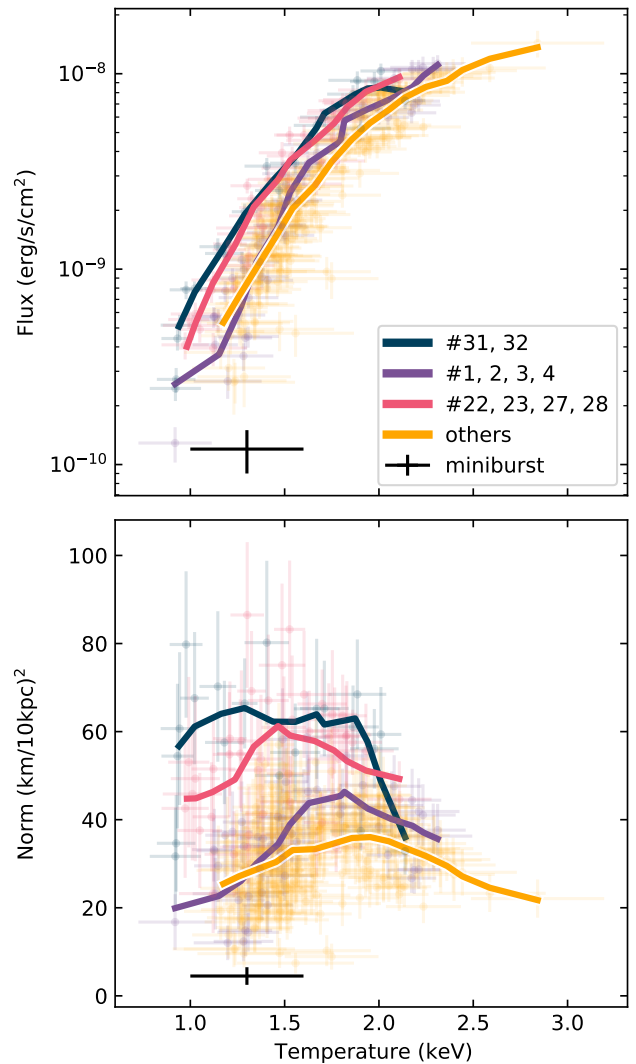 10⁻⁸
10⁻⁹
10⁻¹⁰
Flux (erg/s/cm²)
#31, 32
#1, 2, 3, 4
#22, 23, 27, 28
others
miniburst
100
80
60
40
20
0
Norm (km/10kpc)²
1.0 1.5 2.0 2.5 3.0
Temperature (keV)